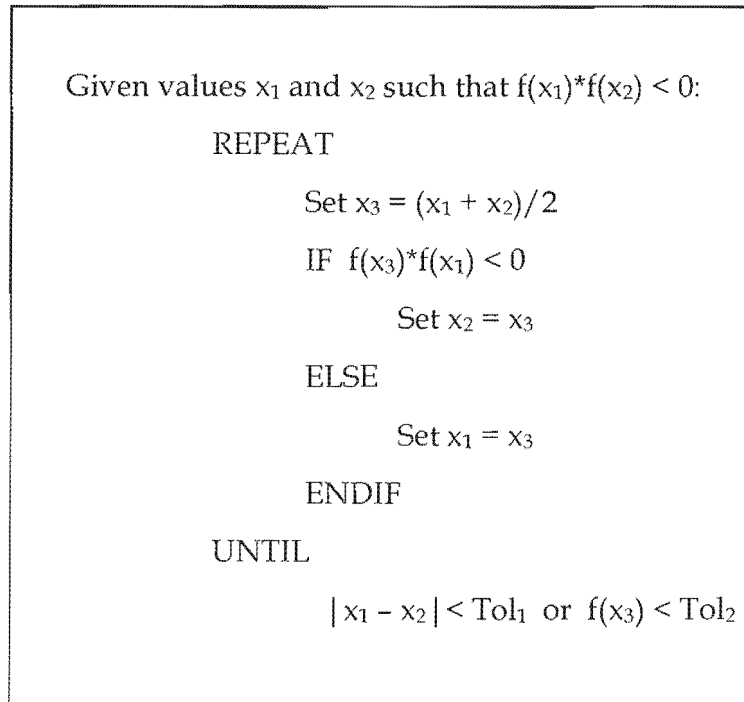 Given values x₁ and x₂ such that f(x₁)*f(x₂) < 0:
REPEAT
Set x₃ = (x₁ + x₂)/2
IF f(x₃)*f(x₁) < 0
Set x₂ = x₃
ELSE
Set x₁ = x₃
ENDIF
UNTIL
|x₁ – x₂| < Tol₁ or f(x₃) < Tol₂